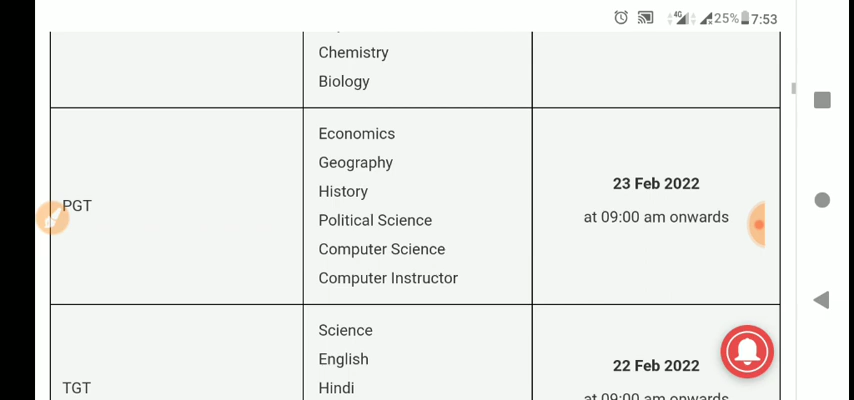 4G 25% 7:53
Chemistry
Biology
PGT
Economics
Geography
History
Political Science
Computer Science
Computer Instructor
23 Feb 2022
at 09:00 am onwards
TGT
Science
English
Hindi
22 Feb 2022
at 09:00 am onwards